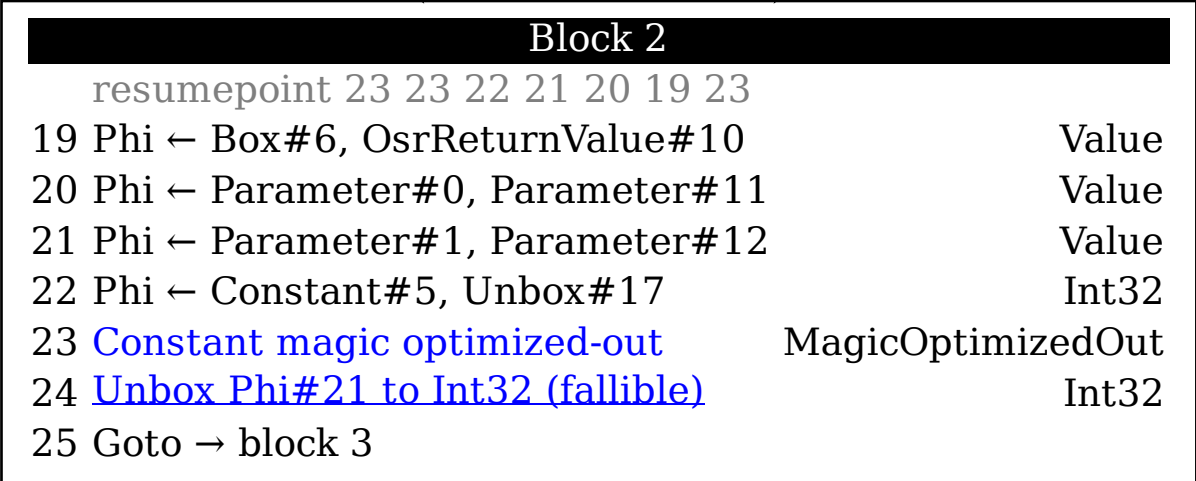 Block 2
resumepoint 23 23 22 21 20 19 23
19 Phi ← Box#6, OsrReturnValue#10 Value
20 Phi ← Parameter#0, Parameter#11 Value
21 Phi ← Parameter#1, Parameter#12 Value
22 Phi ← Constant#5, Unbox#17 Int32
23 Constant magic optimized-out MagicOptimizedOut
24 Unbox Phi#21 to Int32 (fallible) Int32
25 Goto → block 3